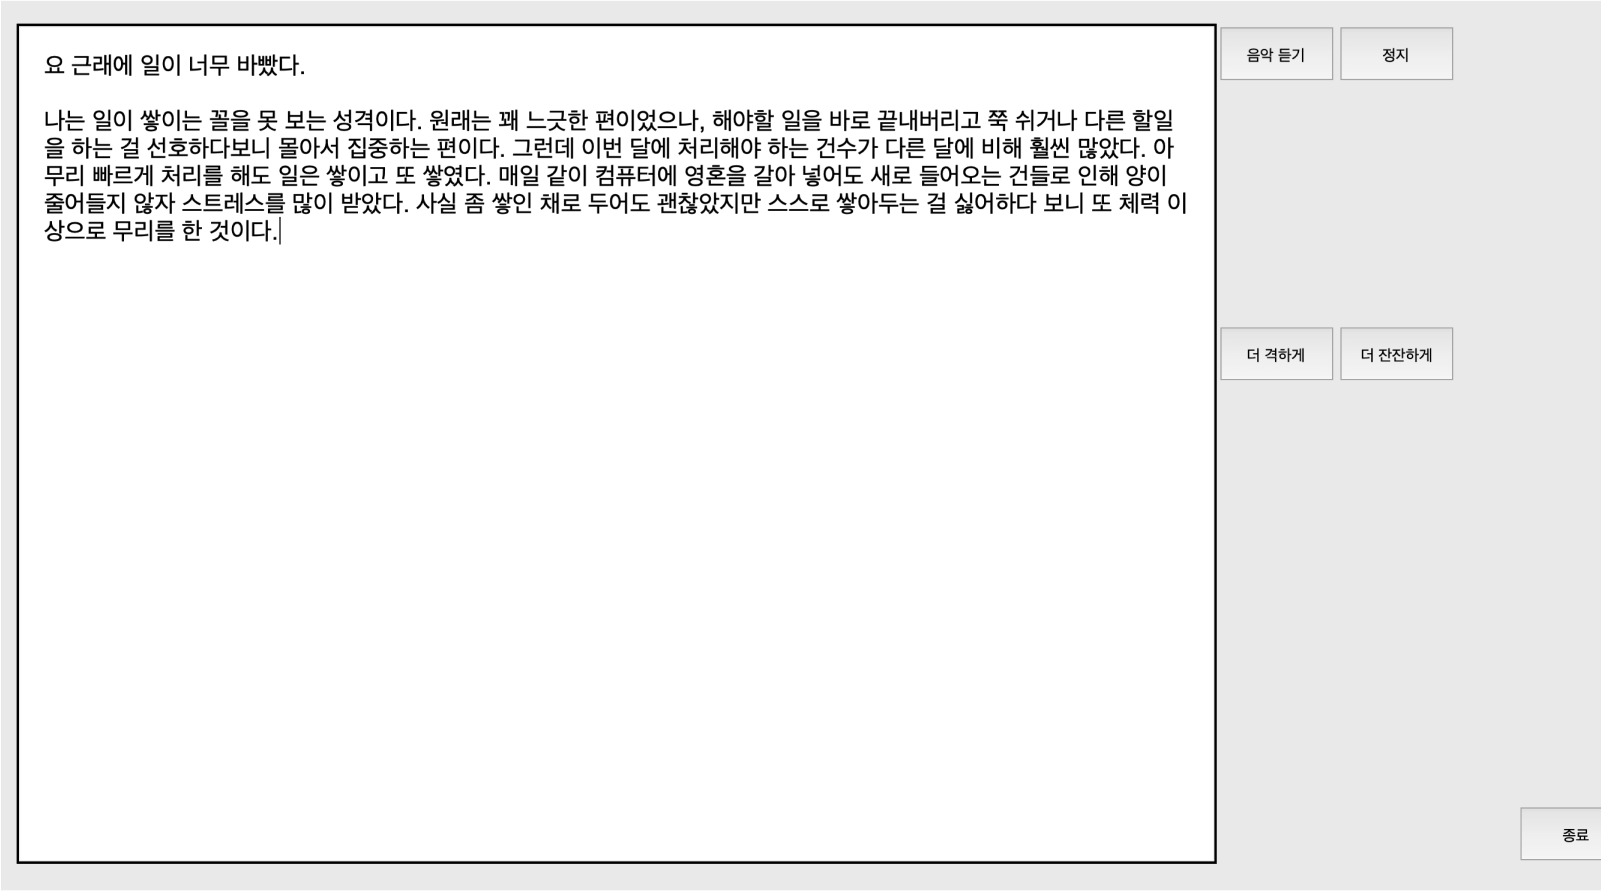 요 근래에 일이 너무 바빴다.
나는 일이 쌓이는 꼴을 못 보는 성격이다. 원래는 꽤 느긋한 편이었으나, 해야할 일을 바로 끝내버리고 쭉 쉬거나 다른 할일
을 하는 걸 선호하다보니 몰아서 집중하는 편이다. 그런데 이번 달에 처리해야 하는 건수가 다른 달에 비해 훨씬 많았다. 아
무리 빠르게 처리를 해도 일은 쌓이고 또 쌓였다. 매일 같이 컴퓨터에 영혼을 갈아 넣어도 새로 들어오는 건들로 인해 양이
줄어들지 않자 스트레스를 많이 받았다. 사실 좀 쌓인 채로 두어도 괜찮았지만 스스로 쌓아두는 걸 싫어하다 보니 또 체력 이
상으로 무리를 한 것이다.
음악 듣기
정지
더 격하게
더 잔잔하게
종료